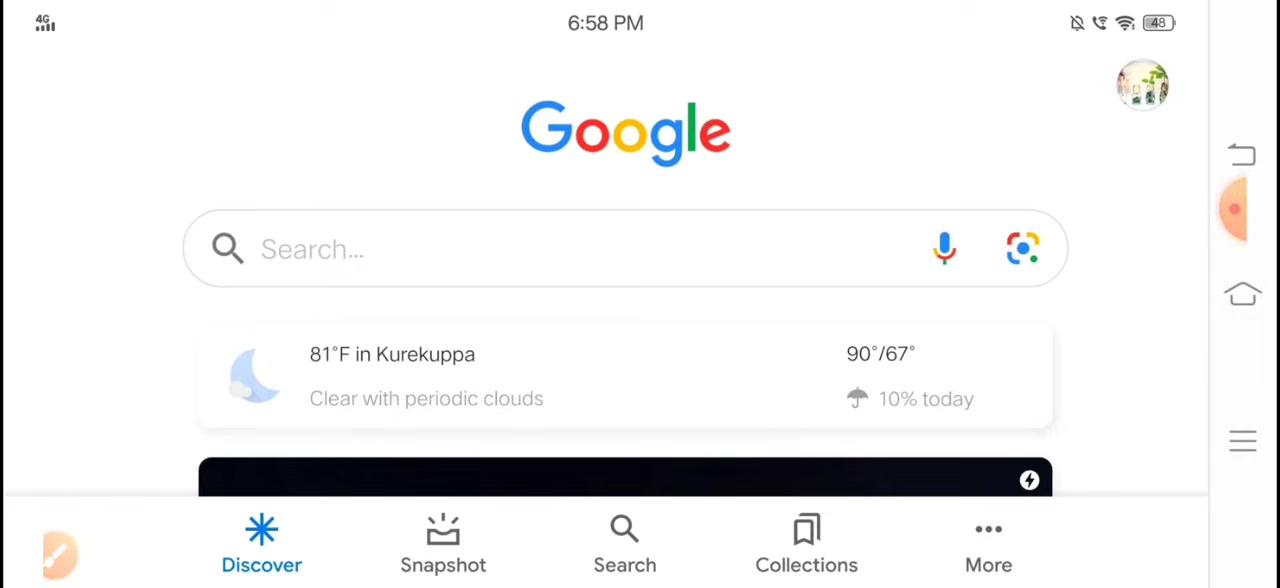 4G
6:58 PM
48
Google
Search...
81°F in Kurekuppa
90°/67°
Clear with periodic clouds
10% today
Discover
Snapshot
Search
Collections
More